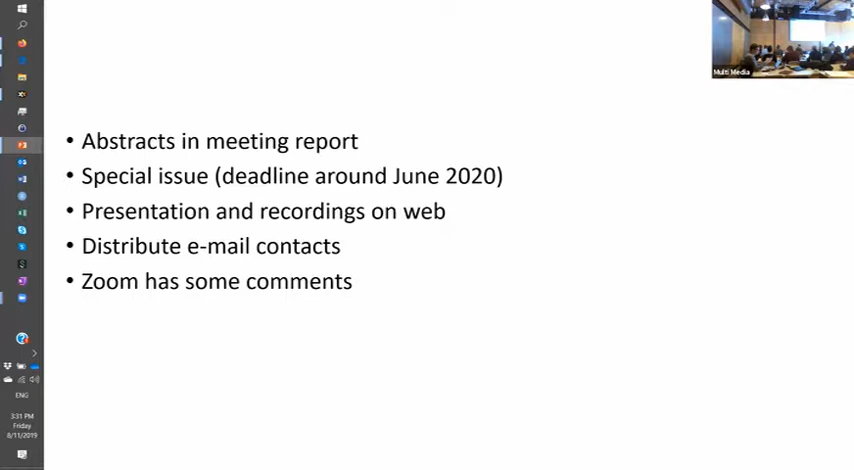 Multi Media
• Abstracts in meeting report
• Special issue (deadline around June 2020)
• Presentation and recordings on web
• Distribute e-mail contacts
• Zoom has some comments
ENG
3:31 PM
Friday
8/11/2019